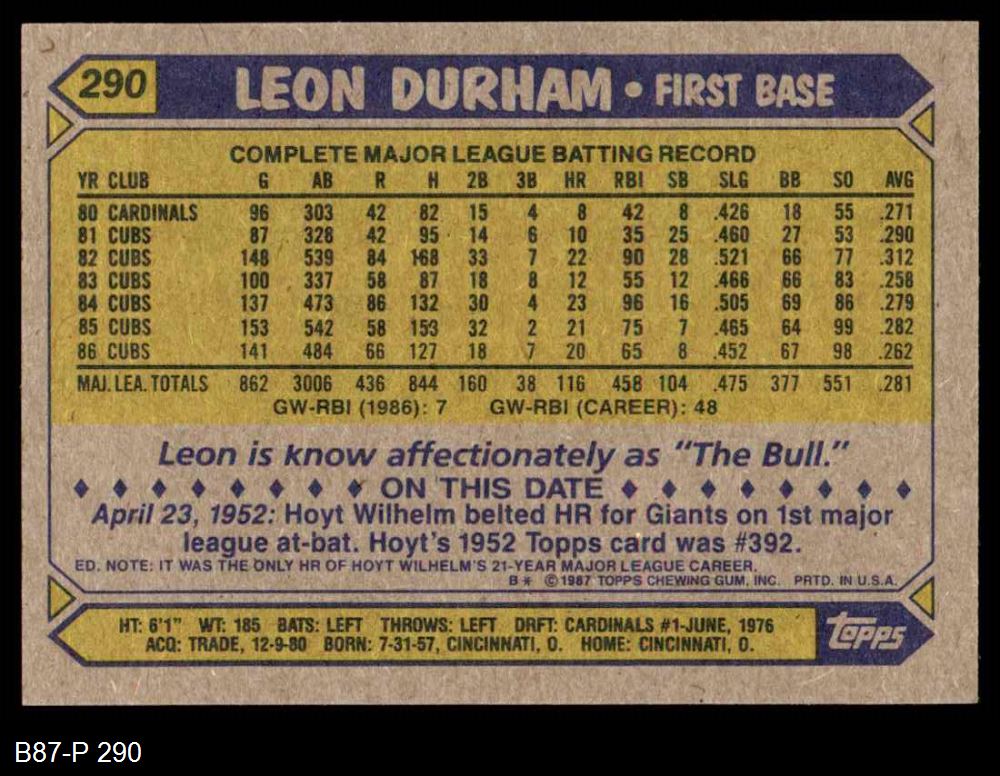 290 LEON DURHAM • FIRST BASE
COMPLETE MAJOR LEAGUE BATTING RECORD
YR CLUB G AB R H 2B 3B HR RBI SB SLG BB SO AVG
80 CARDINALS 96 303 42 82 15 4 8 42 8 .426 18 55 .271
81 CUBS 87 328 42 95 14 6 10 35 25 .460 27 53 .290
82 CUBS 148 539 84 168 33 7 22 90 28 .521 66 77 .312
83 CUBS 100 337 58 87 18 8 12 55 12 .466 66 83 .258
84 CUBS 137 473 86 132 30 4 23 96 16 .505 69 86 .279
85 CUBS 153 542 58 153 32 2 21 75 7 .465 64 99 .282
86 CUBS 141 484 66 127 18 7 20 65 8 .452 67 98 .262
MAJ. LEA. TOTALS 862 3006 436 844 160 38 116 458 104 .475 377 551 .281
GW-RBI (1986): 7 GW-RBI (CAREER): 48
Leon is know affectionately as "The Bull."
♦ ♦ ♦ ♦ ♦ ♦ ♦ ♦ ON THIS DATE ♦ ♦ ♦ ♦ ♦ ♦ ♦ ♦
April 23, 1952: Hoyt Wilhelm belted HR for Giants on 1st major
league at-bat. Hoyt's 1952 Topps card was #392.
ED. NOTE: IT WAS THE ONLY HR OF HOYT WILHELM'S 21-YEAR MAJOR LEAGUE CAREER.
B* © 1987 TOPPS CHEWING GUM, INC. PRTD. IN U.S.A.
HT: 6'1" WT: 185 BATS: LEFT THROWS: LEFT DRFT: CARDINALS #1-JUNE, 1976
ACQ: TRADE, 12-9-80 BORN: 7-31-57, CINCINNATI, O. HOME: CINCINNATI, O.
topps
B87-P 290